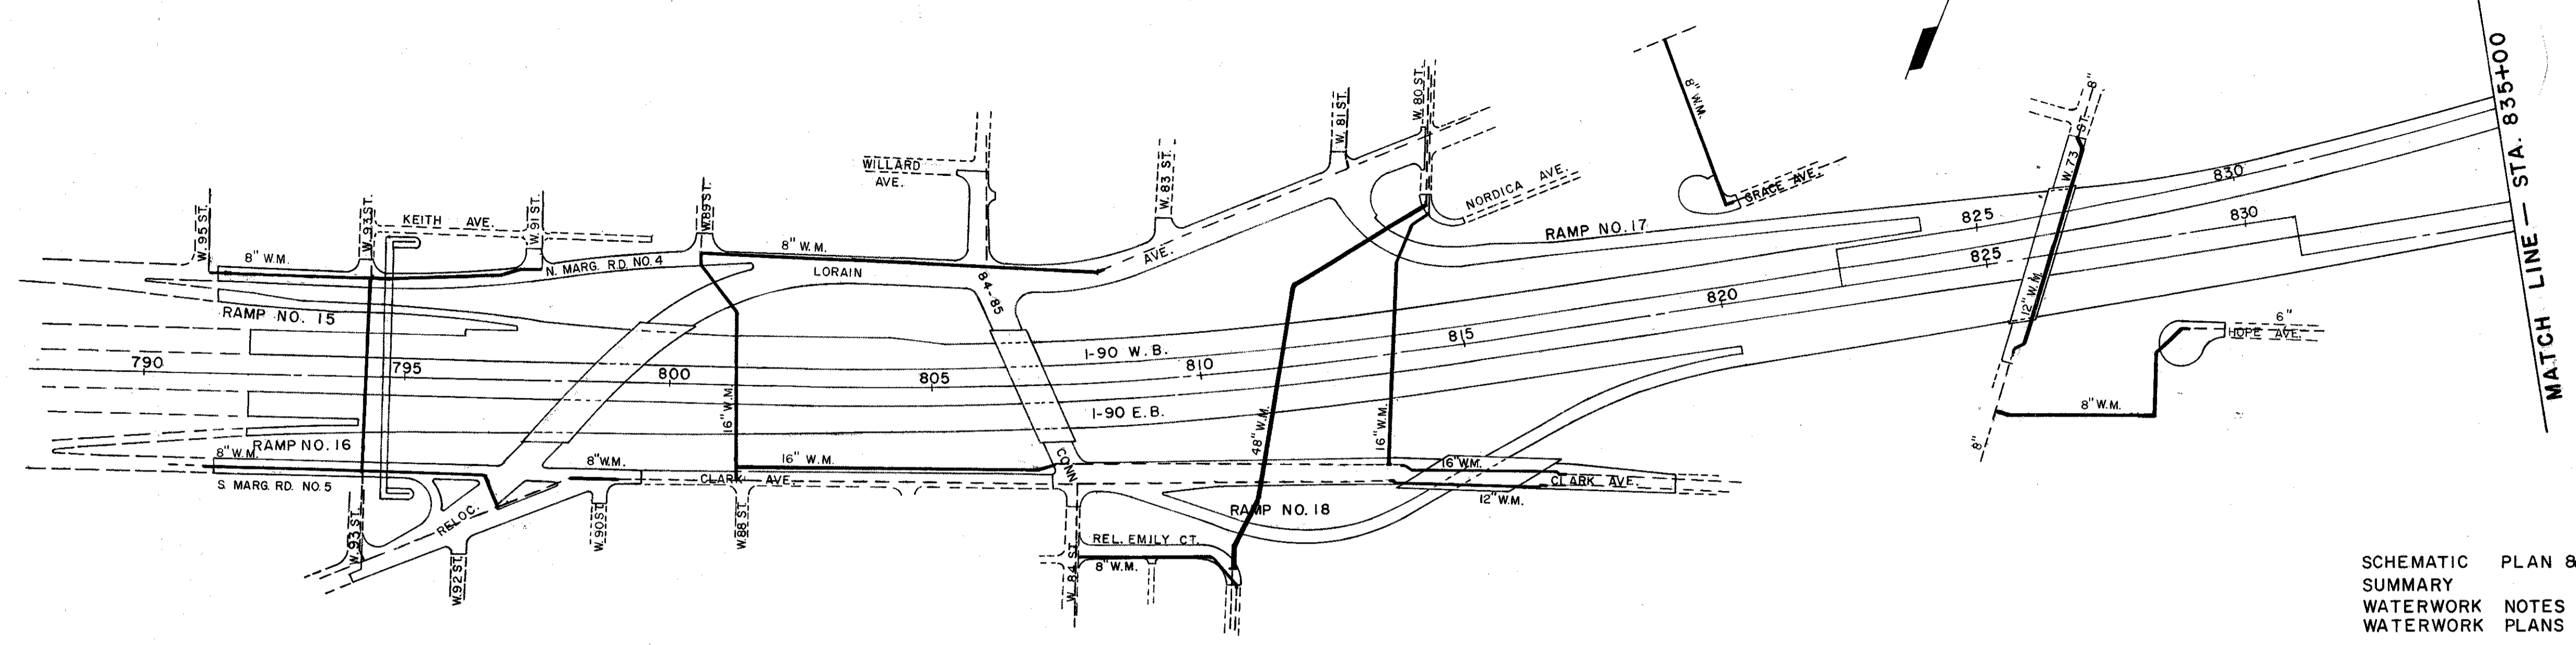 W. 95 ST.
W. 93 ST.
KEITH AVE.
W. 91 ST.
W. 89 ST.
WILLARD
AVE.
W. 83 ST.
W. 81 ST.
W. 80 ST.
NORDICA AVE.
8" W.M.
GRACE AVE.
8"
W. 73 ST.
12" W.M.
MATCH LINE — STA. 835+00
8" W.M.
N. MARG. RD. NO. 4
8" W.M.
LORAIN
AVE.
84-85
CONN.
RAMP NO. 17
825
830
825
830
820
815
RAMP NO. 15
790
795
800
805
810
I-90 W.B.
I-90 E.B.
16" W.M.
48" W.M.
16" W.M.
6"
HOPE AVE.
8" W.M.
8"
RAMP NO. 16
8" W.M.
S. MARG. RD. NO. 5
8" W.M.
16" W.M.
CLARK AVE.
16" W.M.
CLARK AVE.
12" W.M.
RAMP NO. 18
RELOC.
W. 93 ST.
W. 92 ST.
W. 90 ST.
W. 88 ST.
W. 84 ST.
REL. EMILY CT.
8" W.M.
SCHEMATIC PLAN &
SUMMARY
WATERWORK NOTES
WATERWORK PLANS